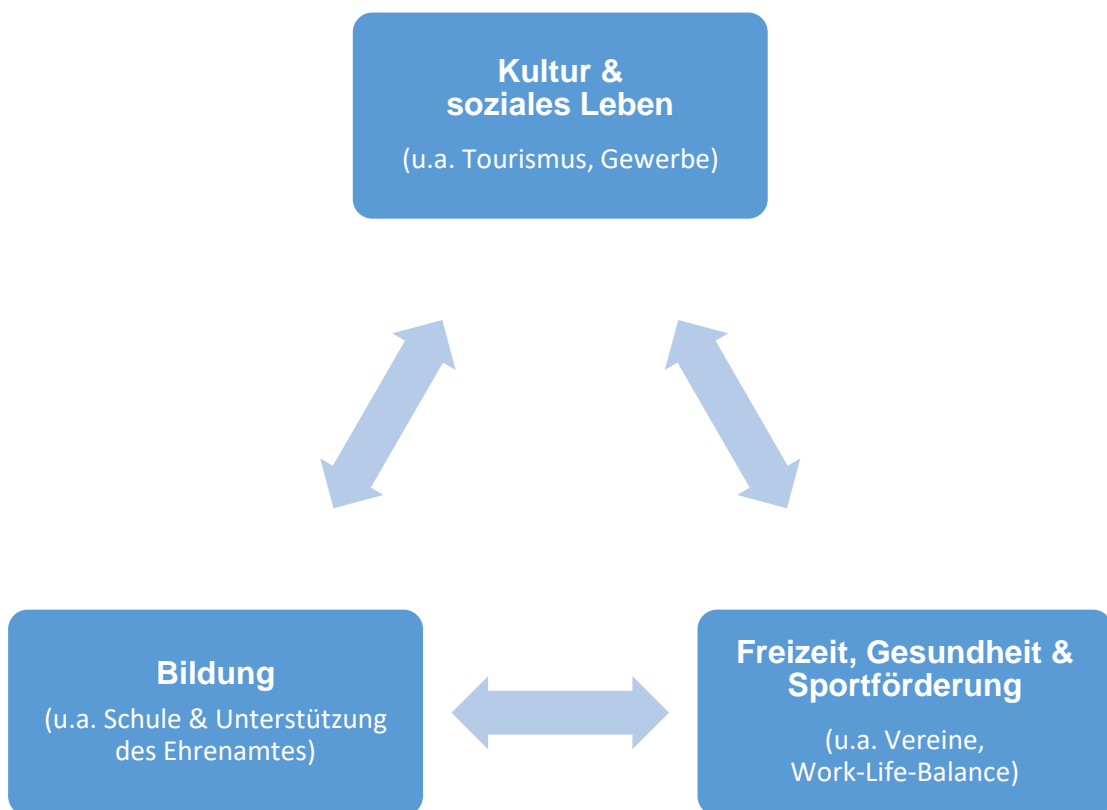 Kultur &
soziales Leben
(u.a. Tourismus, Gewerbe)
Bildung
(u.a. Schule & Unterstützung
des Ehrenamtes)
Freizeit, Gesundheit &
Sportförderung
(u.a. Vereine,
Work-Life-Balance)